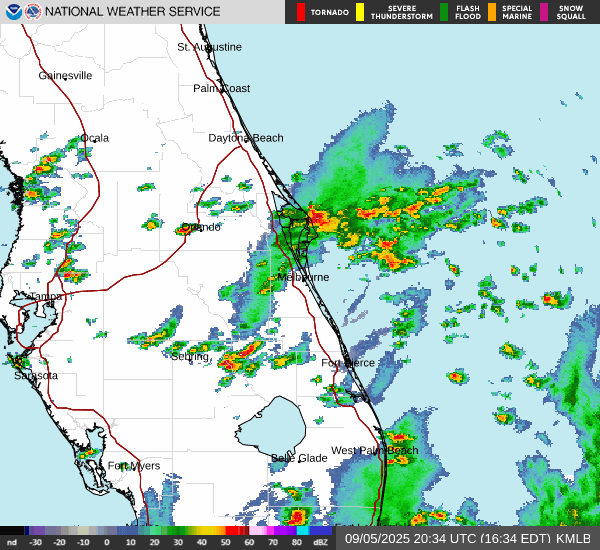 NATIONAL WEATHER SERVICE
TORNADO
SEVERE THUNDERSTORM
FLASH FLOOD
SPECIAL MARINE
SNOW SQUALL
St. Augustine
Gainesville
Palm Coast
Ocala
Daytona Beach
Orlando
Melbourne
Tampa
Sebring
Fort Pierce
Sarasota
West Palm Beach
Belle Glade
Fort Myers
nd -30 -20 -10 0 10 20 30 40 50 60 70 80 dBZ
09/05/2025 20:34 UTC (16:34 EDT) KMLB